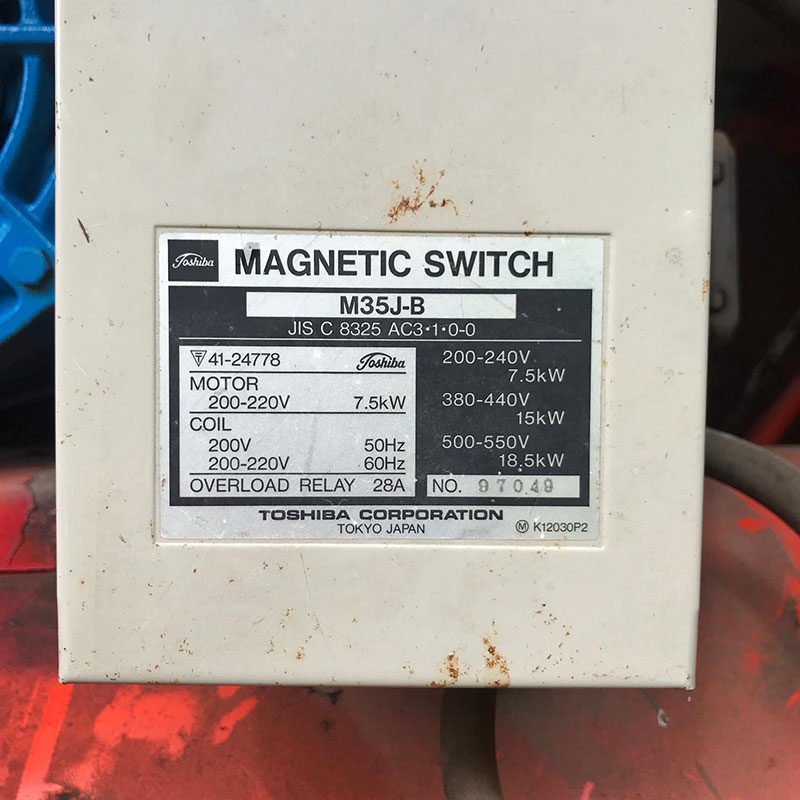 Toshiba MAGNETIC SWITCH
M35J-B
JIS C 8325 AC3·1·0-0
41-24778 Toshiba
MOTOR
200-220V 7.5kW
COIL
200V 50Hz
200-220V 60Hz
OVERLOAD RELAY 28A
200-240V
7.5kW
380-440V
15kW
500-550V
18.5kW
NO. 97049
TOSHIBA CORPORATION
TOKYO JAPAN
Ⓜ K12030P2